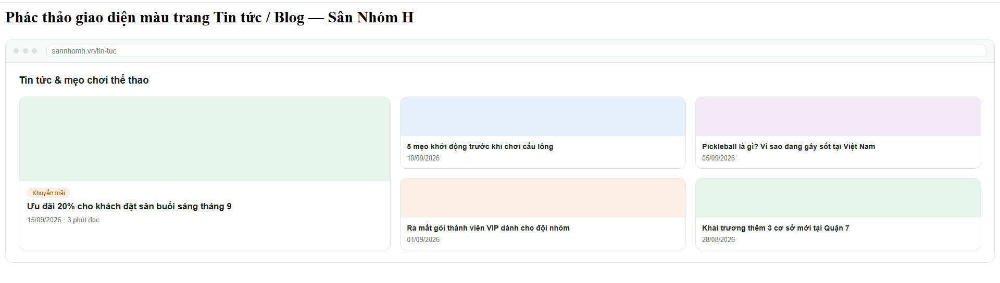 Phác thảo giao diện màu trang Tin tức / Blog — Sân Nhóm H
sannhomh.vn/tin-tuc
Tin tức & mẹo chơi thể thao
Khuyến mãi
Ưu đãi 20% cho khách đặt sân buổi sáng tháng 9
15/09/2026 · 3 phút đọc
5 mẹo khởi động trước khi chơi cầu lông
10/09/2026
Pickleball là gì? Vì sao đang gây sốt tại Việt Nam
05/09/2026
Ra mắt gói thành viên VIP dành cho đội nhóm
01/09/2026
Khai trương thêm 3 cơ sở mới tại Quận 7
28/08/2026